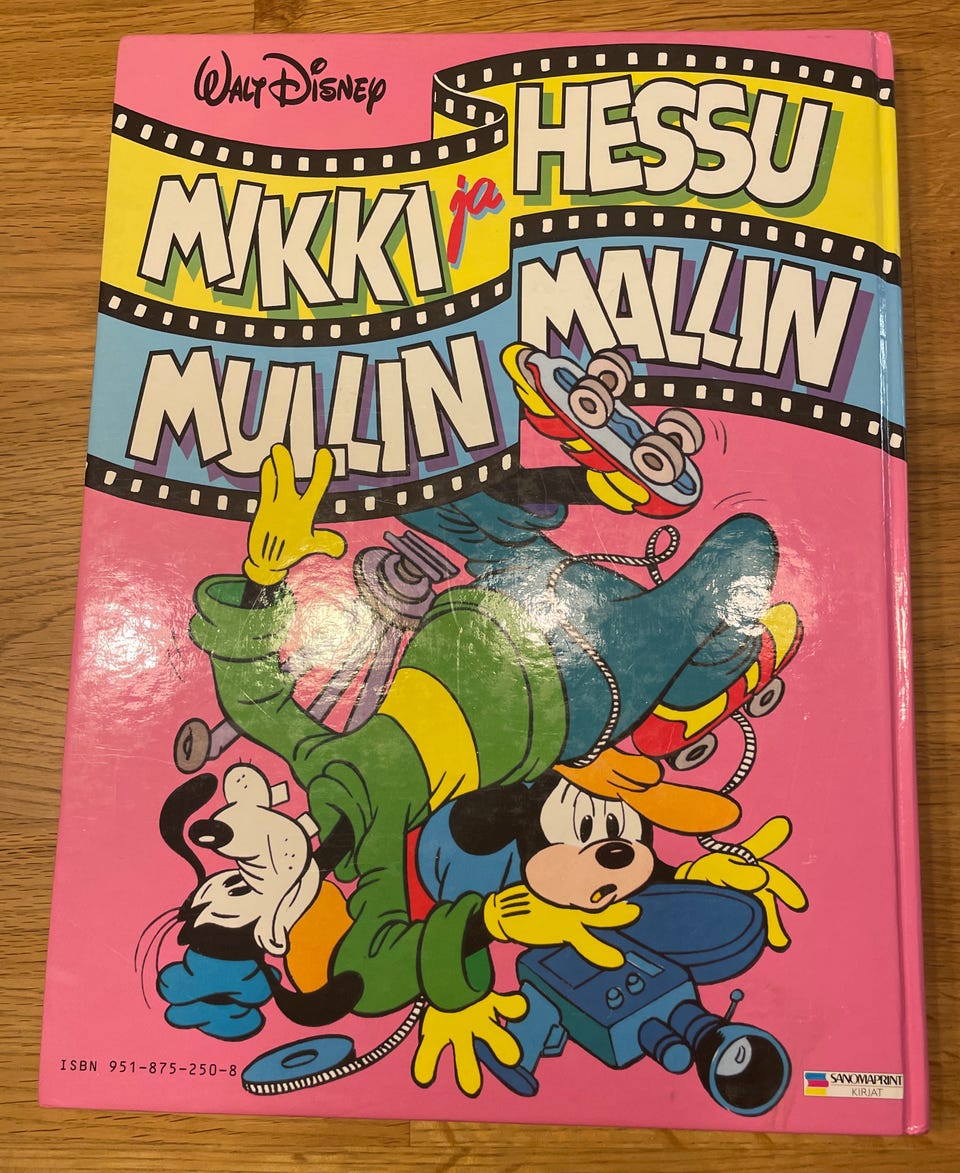 WALT DISNEY
MIKKI ja HESSU
MULLIN MALLIN
ISBN 951-875-250-8
SANOMAPRINT
KIRJAT